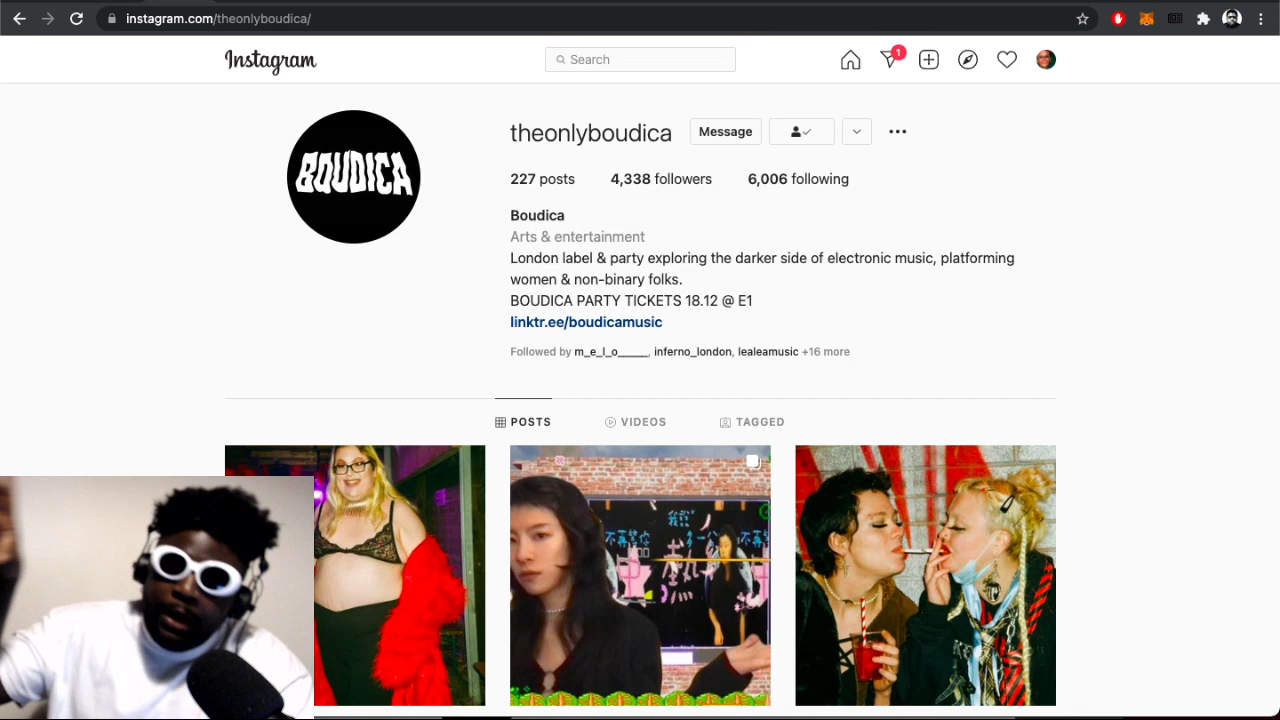 instagram.com/theonlyboudica/
Instagram
Search
1
BOUDICA
theonlyboudica
Message
227 posts
4,338 followers
6,006 following
Boudica
Arts & entertainment
London label & party exploring the darker side of electronic music, platforming
women & non-binary folks.
BOUDICA PARTY TICKETS 18.12 @ E1
linktr.ee/boudicamusic
Followed by m_e_l_o_____, inferno_london, lealeamusic +16 more
POSTS
VIDEOS
TAGGED